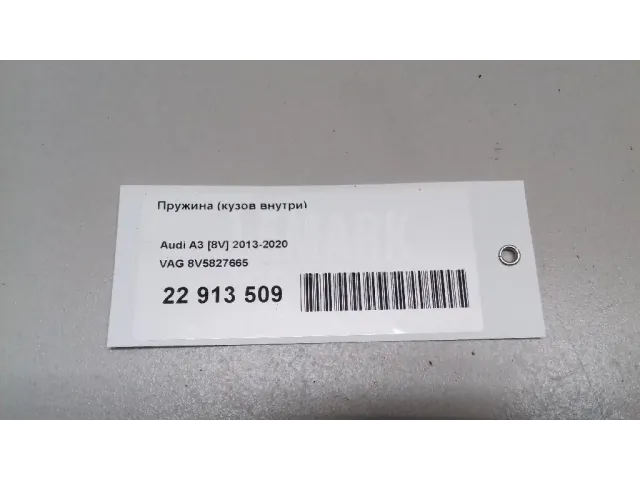 Пружина (кузов внутри)
Audi A3 [8V] 2013-2020
VAG 8V5827665
22 913 509